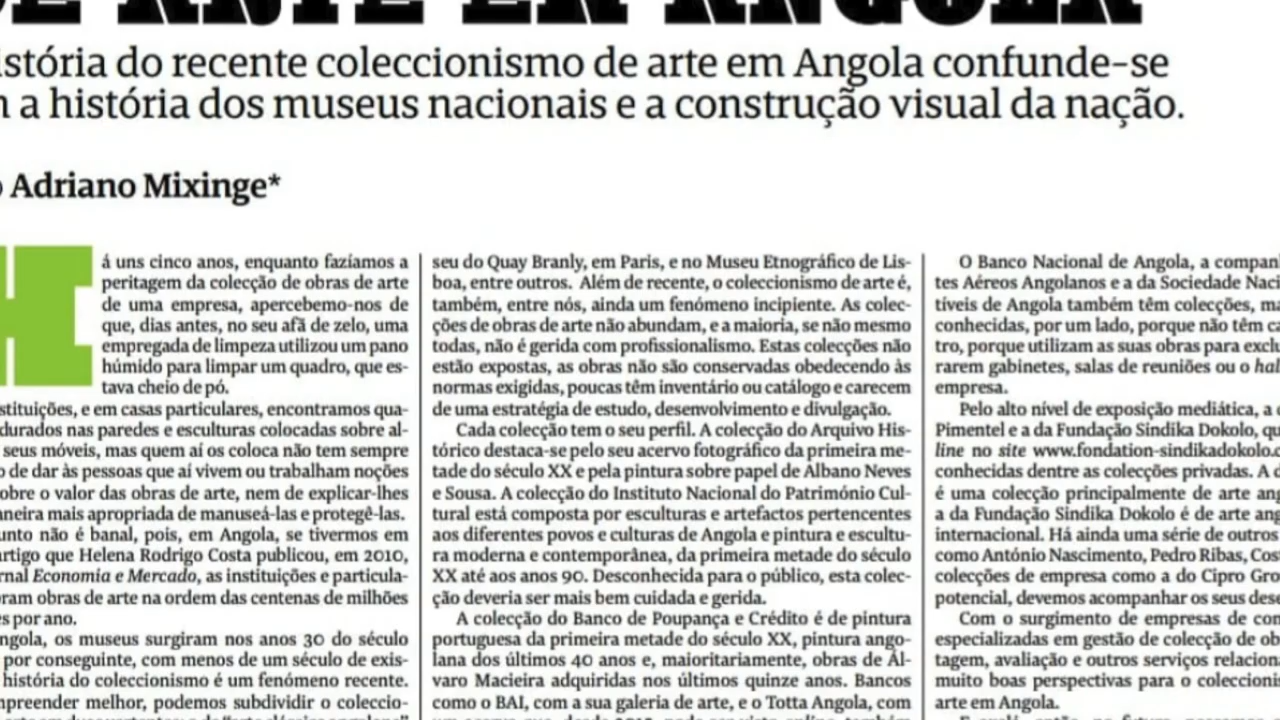 DE ARTE EM ANGOLA
istória do recente coleccionismo de arte em Angola confunde-se
m a história dos museus nacionais e a construção visual da nação.
o Adriano Mixinge*
H
á uns cinco anos, enquanto fazíamos a
peritagem da colecção de obras de arte
de uma empresa, apercebemo-nos de
que, dias antes, no seu afã de zelo, uma
empregada de limpeza utilizou um pano
húmido para limpar um quadro, que es-
tava cheio de pó.
stituições, e em casas particulares, encontramos qua-
durados nas paredes e esculturas colocadas sobre al-
seus móveis, mas quem aí os coloca não tem sempre
o de dar às pessoas que aí vivem ou trabalham noções
obre o valor das obras de arte, nem de explicar-lhes
aneira mais apropriada de manuseá-las e protegê-las.
unto não é banal, pois, em Angola, se tivermos em
artigo que Helena Rodrigo Costa publicou, em 2010,
rnal Economia e Mercado, as instituições e particula-
ram obras de arte na ordem das centenas de milhões
es por ano.
ngola, os museus surgiram nos anos 30 do século
por conseguinte, com menos de um século de exis-
história do coleccionismo é um fenómeno recente.
mpreender melhor, podemos subdividir o coleccio-
seu do Quay Branly, em Paris, e no Museu Etnográfico de Lis-
boa, entre outros. Além de recente, o coleccionismo de arte é,
também, entre nós, ainda um fenómeno incipiente. As colec-
ções de obras de arte não abundam, e a maioria, se não mesmo
todas, não é gerida com profissionalismo. Estas colecções não
estão expostas, as obras não são conservadas obedecendo às
normas exigidas, poucas têm inventário ou catálogo e carecem
de uma estratégia de estudo, desenvolvimento e divulgação.
Cada colecção tem o seu perfil. A colecção do Arquivo His-
tórico destaca-se pelo seu acervo fotográfico da primeira me-
tade do século XX e pela pintura sobre papel de Albano Neves
e Sousa. A colecção do Instituto Nacional do Património Cul-
tural está composta por esculturas e artefactos pertencentes
aos diferentes povos e culturas de Angola e pintura e escultu-
ra moderna e contemporânea, da primeira metade do século
XX até aos anos 90. Desconhecida para o público, esta colec-
ção deveria ser mais bem cuidada e gerida.
A colecção do Banco de Poupança e Crédito é de pintura
portuguesa da primeira metade do século XX, pintura ango-
lana dos últimos 40 anos e, maioritariamente, obras de Ál-
varo Macieira adquiridas nos últimos quinze anos. Bancos
como o BAI, com a sua galeria de arte, e o Totta Angola, com
O Banco Nacional de Angola, a compan
tes Aéreos Angolanos e a da Sociedade Naci
tíveis de Angola também têm colecções, ma
conhecidas, por um lado, porque não têm ca
tro, porque utilizam as suas obras para exclu
rarem gabinetes, salas de reuniões ou o hal
empresa.
Pelo alto nível de exposição mediática, a d
Pimentel e a da Fundação Sindika Dokolo, qu
line no site www.fondation-sindikadokolo.c
conhecidas dentre as colecções privadas. A d
é uma colecção principalmente de arte ang
a da Fundação Sindika Dokolo é de arte ang
internacional. Há ainda uma série de outros
como António Nascimento, Pedro Ribas, Cos
colecções de empresa como a do Cipro Gro
potencial, devemos acompanhar os seus dese
Com o surgimento de empresas de con
especializadas em gestão de colecção de ob
tagem, avaliação e outros serviços relacion
muito boas perspectivas para o coleccionis
arte em Angola.